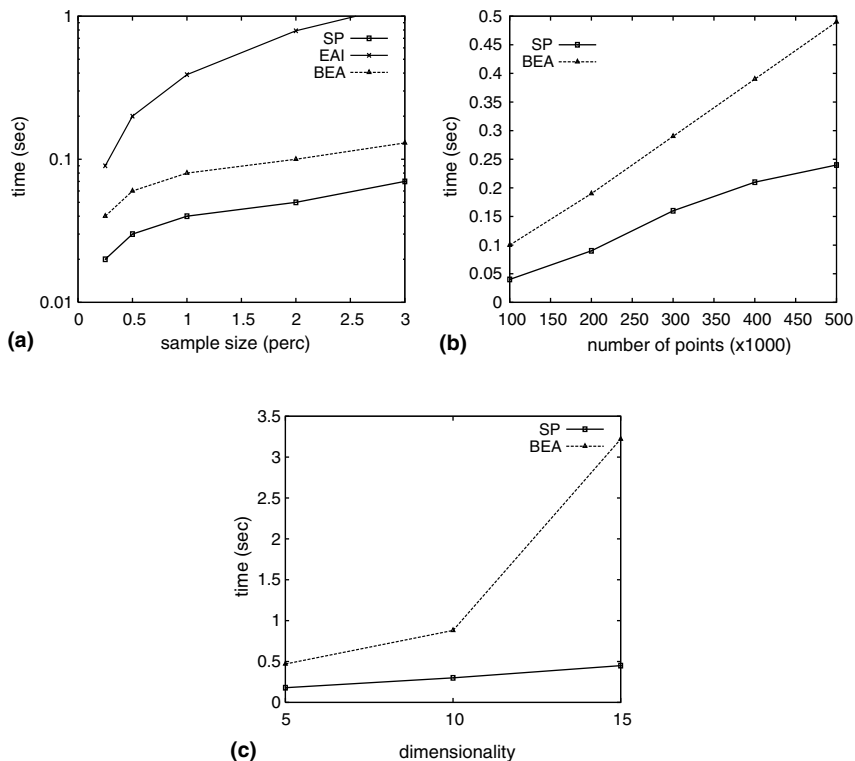 1
0.1
0.01
time (sec)
SP
EAI
BEA
0 0.5 1 1.5 2 2.5 3
sample size (perc)
(a)
0.5
0.45
0.4
0.35
0.3
0.25
0.2
0.15
0.1
0.05
0
time (sec)
SP
BEA
100 150 200 250 300 350 400 450 500
number of points (x1000)
(b)
3.5
3
2.5
2
1.5
1
0.5
0
time (sec)
SP
BEA
5 10 15
dimensionality
(c)